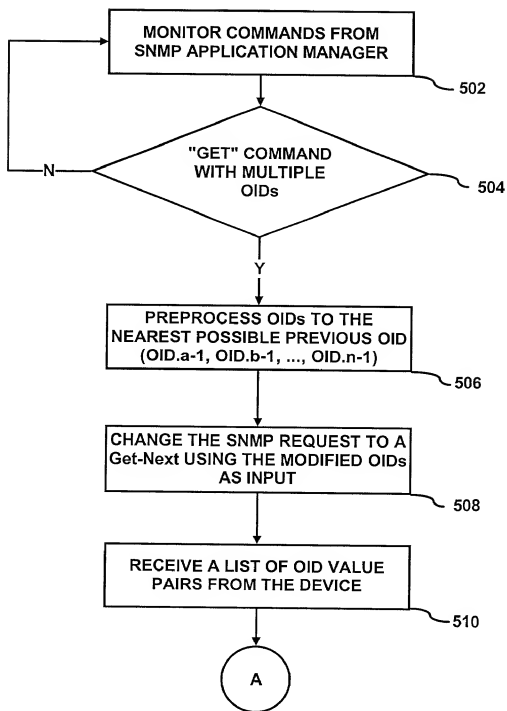 MONITOR COMMANDS FROM
SNMP APPLICATION MANAGER
502
"GET" COMMAND
WITH MULTIPLE
OIDs
504
N
Y
PREPROCESS OIDs TO THE
NEAREST POSSIBLE PREVIOUS OID
(OID.a-1, OID.b-1, ..., OID.n-1)
506
CHANGE THE SNMP REQUEST TO A
Get-Next USING THE MODIFIED OIDs
AS INPUT
508
RECEIVE A LIST OF OID VALUE
PAIRS FROM THE DEVICE
510
A